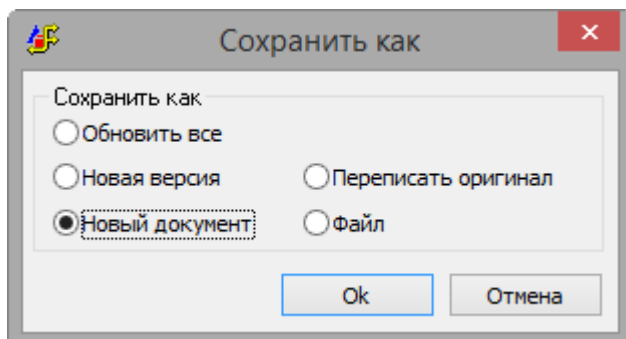 Сохранить как
Сохранить как
Обновить все
Новая версия
Переписать оригинал
Новый документ
Файл
Ok
Отмена